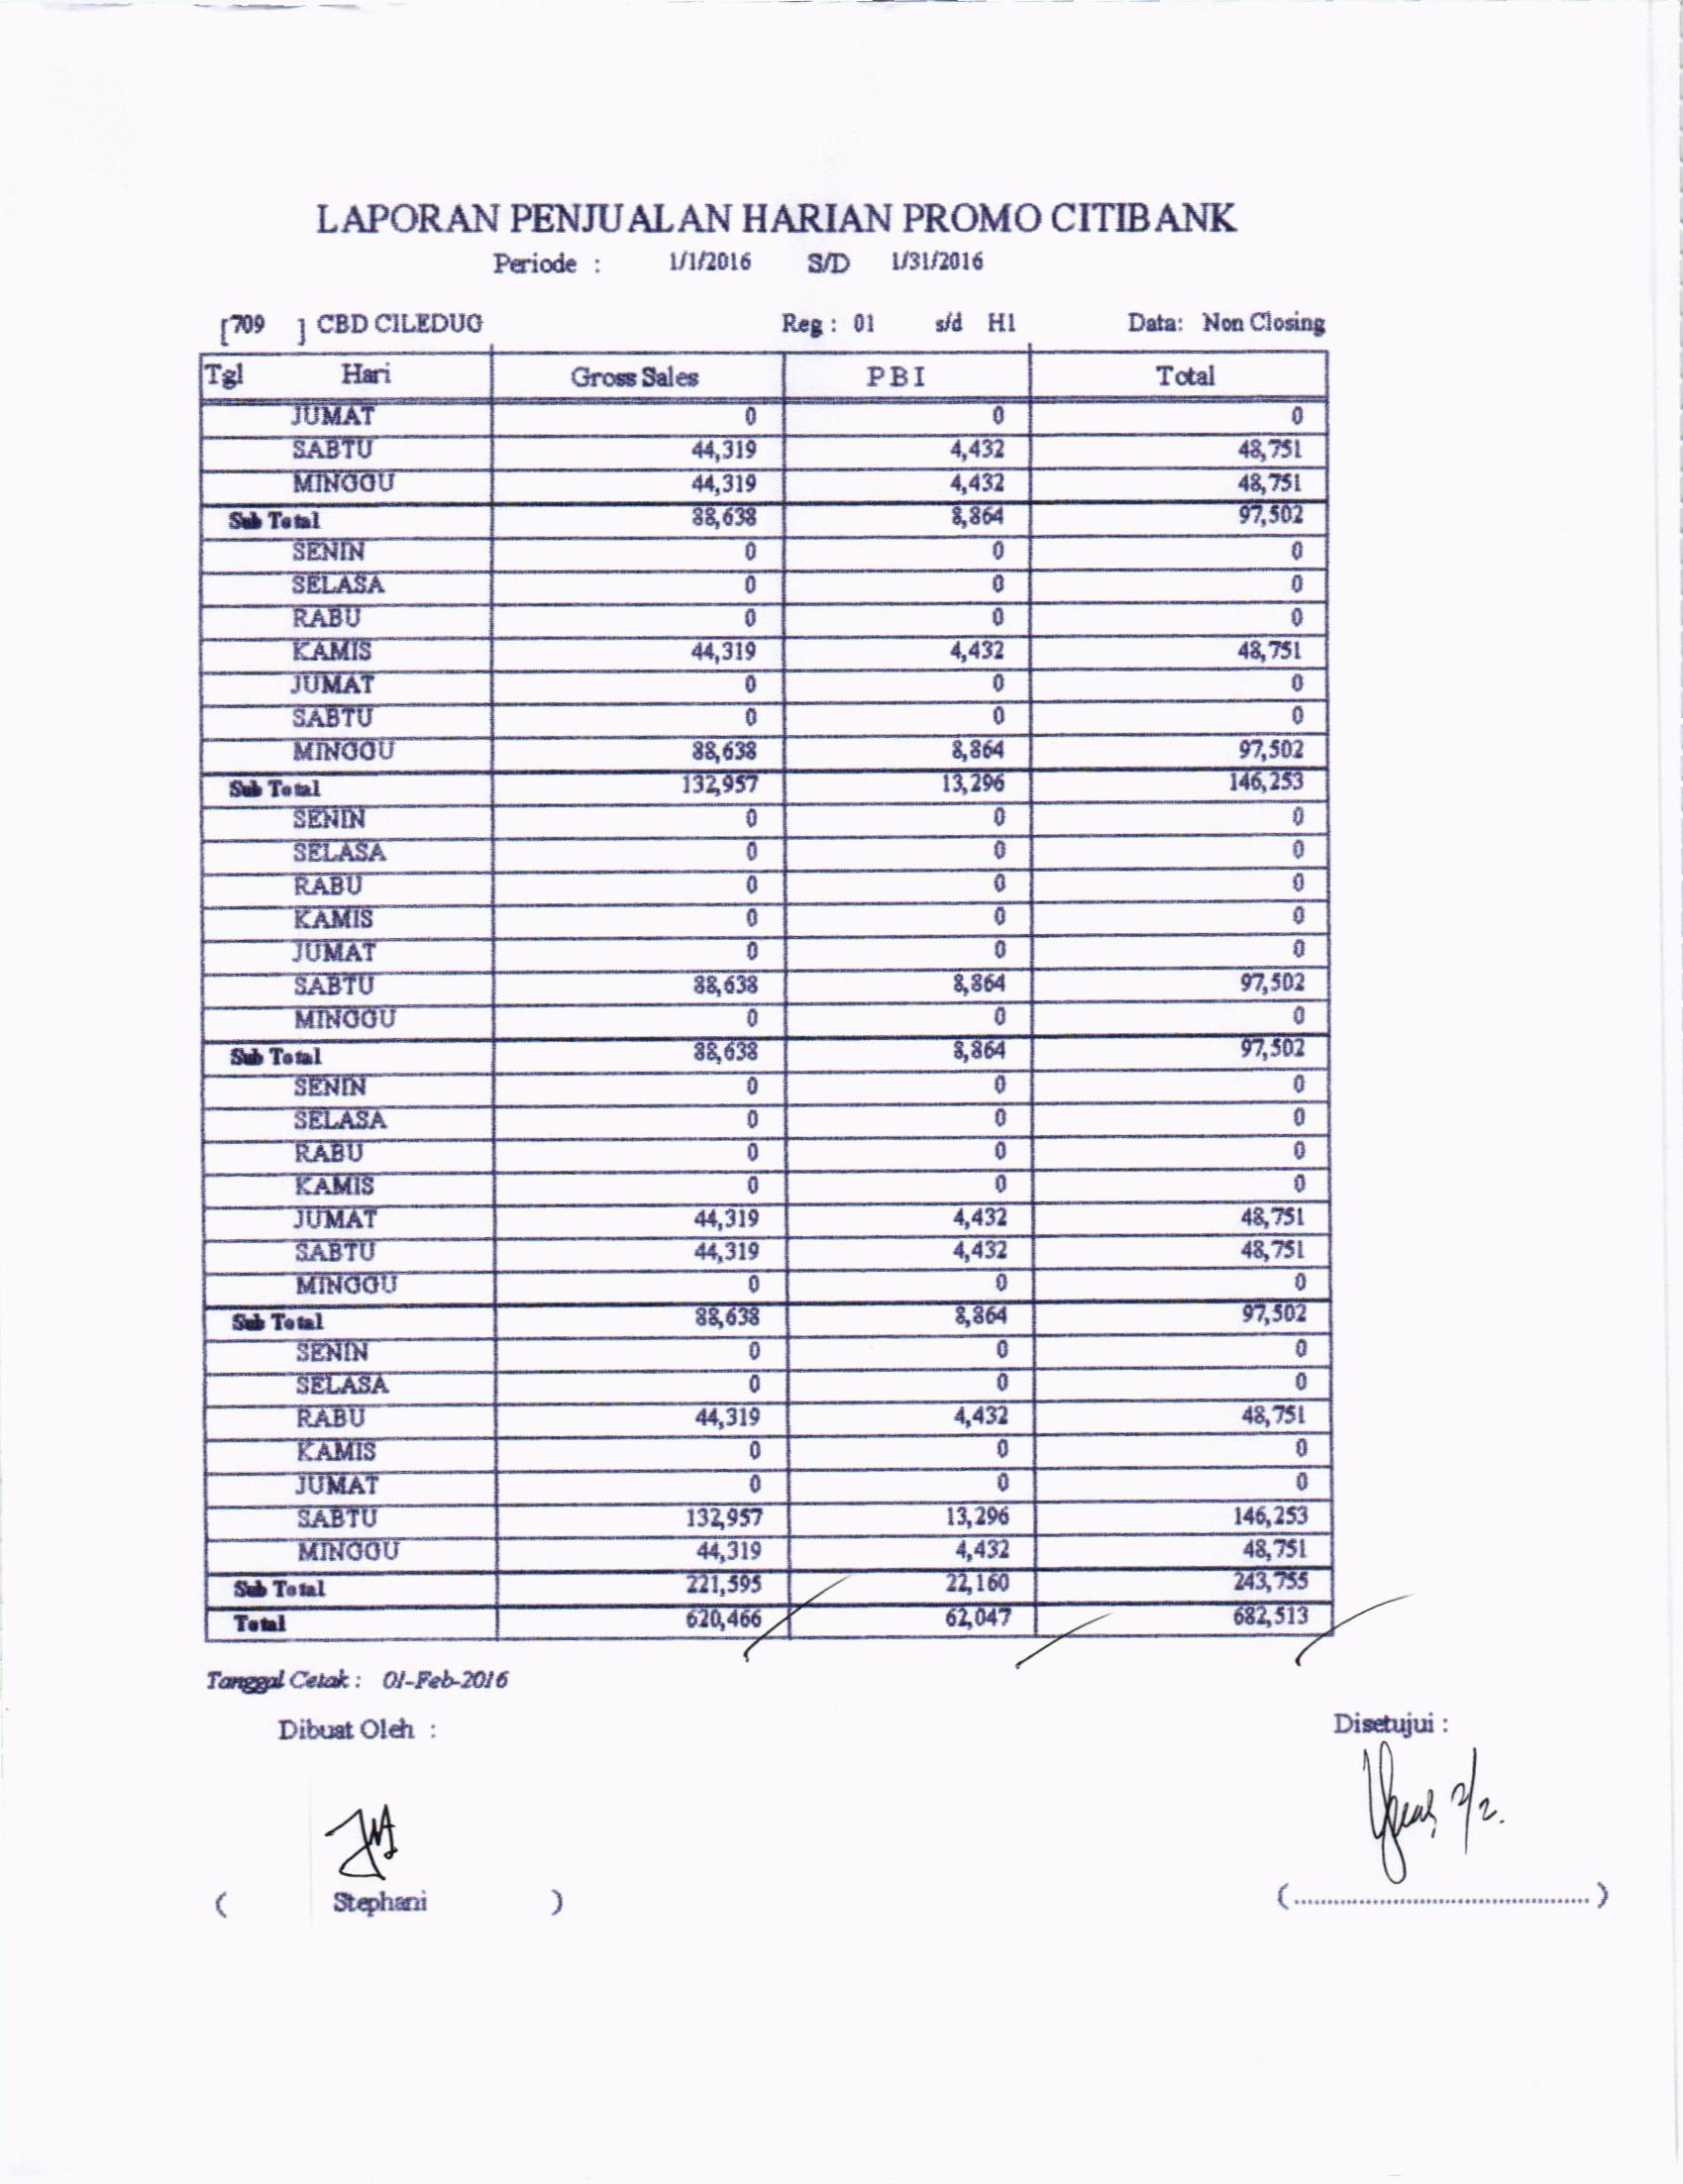 LAPORAN PENJUALAN HARIAN PROMO CITIBANK
Periode : 1/1/2016 S/D 1/31/2016
[709 ] CBD CILEDUG Reg : 01 s/d H1 Data: Non Closing
Tgl Hari Gross Sales P B I Total
JUMAT 0 0 0
SABTU 44,319 4,432 48,751
MINGGU 44,319 4,432 48,751
Sub Total 88,638 8,864 97,502
SENIN 0 0 0
SELASA 0 0 0
RABU 0 0 0
KAMIS 44,319 4,432 48,751
JUMAT 0 0 0
SABTU 0 0 0
MINGGU 88,638 8,864 97,502
Sub Total 132,957 13,296 146,253
SENIN 0 0 0
SELASA 0 0 0
RABU 0 0 0
KAMIS 0 0 0
JUMAT 0 0 0
SABTU 88,638 8,864 97,502
MINGGU 0 0 0
Sub Total 88,638 8,864 97,502
SENIN 0 0 0
SELASA 0 0 0
RABU 0 0 0
KAMIS 0 0 0
JUMAT 44,319 4,432 48,751
SABTU 44,319 4,432 48,751
MINGGU 0 0 0
Sub Total 88,638 8,864 97,502
SENIN 0 0 0
SELASA 0 0 0
RABU 44,319 4,432 48,751
KAMIS 0 0 0
JUMAT 0 0 0
SABTU 132,957 13,296 146,253
MINGGU 44,319 4,432 48,751
Sub Total 221,595 22,160 243,755
Total 620,466 62,047 682,513
Tanggal Cetak : 01-Feb-2016
Dibuat Oleh : Disetujui :
2/2.
( Stephani ) (............................................)